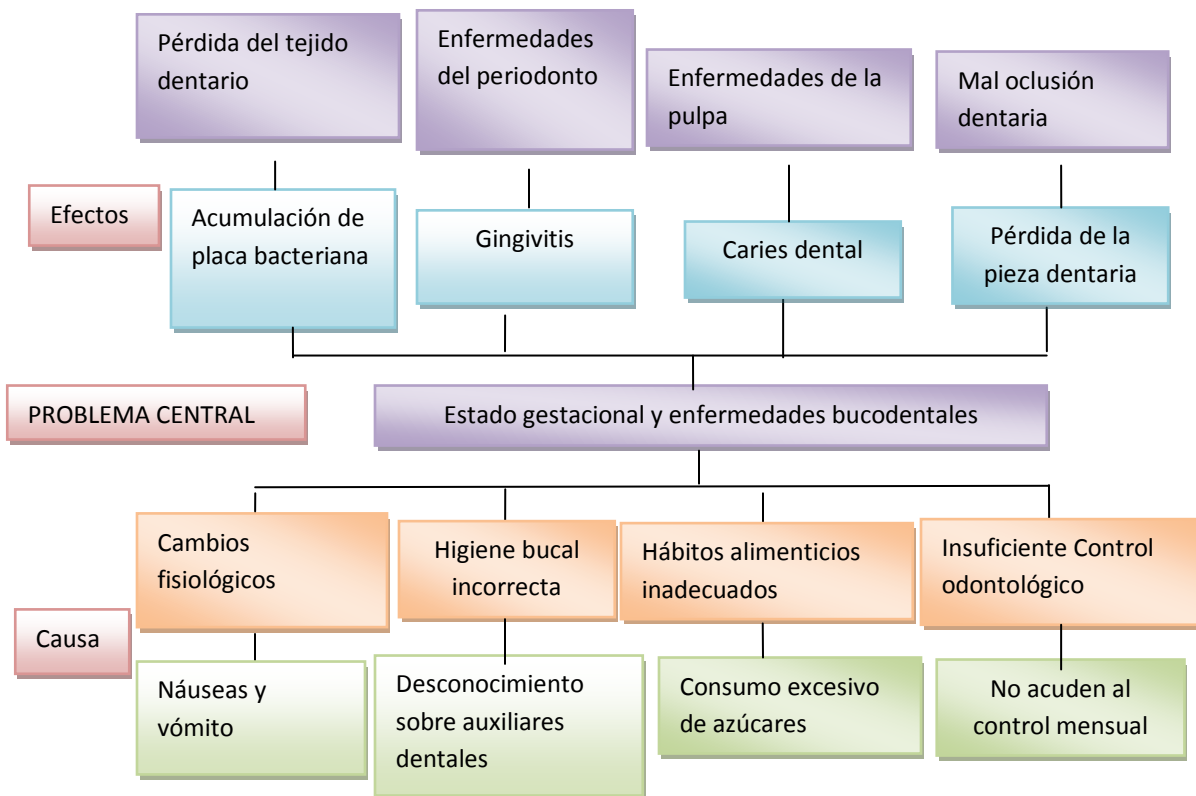 Pérdida del tejido
dentario
Enfermedades
del periodonto
Enfermedades de la
pulpa
Mal oclusión
dentaria
Efectos
Acumulación de
placa bacteriana
Gingivitis
Caries dental
Pérdida de la
pieza dentaria
PROBLEMA CENTRAL
Estado gestacional y enfermedades bucodentales
Cambios
fisiológicos
Higiene bucal
incorrecta
Hábitos alimenticios
inadecuados
Insuficiente Control
odontológico
Causa
Náuseas y
vómito
Desconocimiento
sobre auxiliares
dentales
Consumo excesivo
de azúcares
No acuden al
control mensual